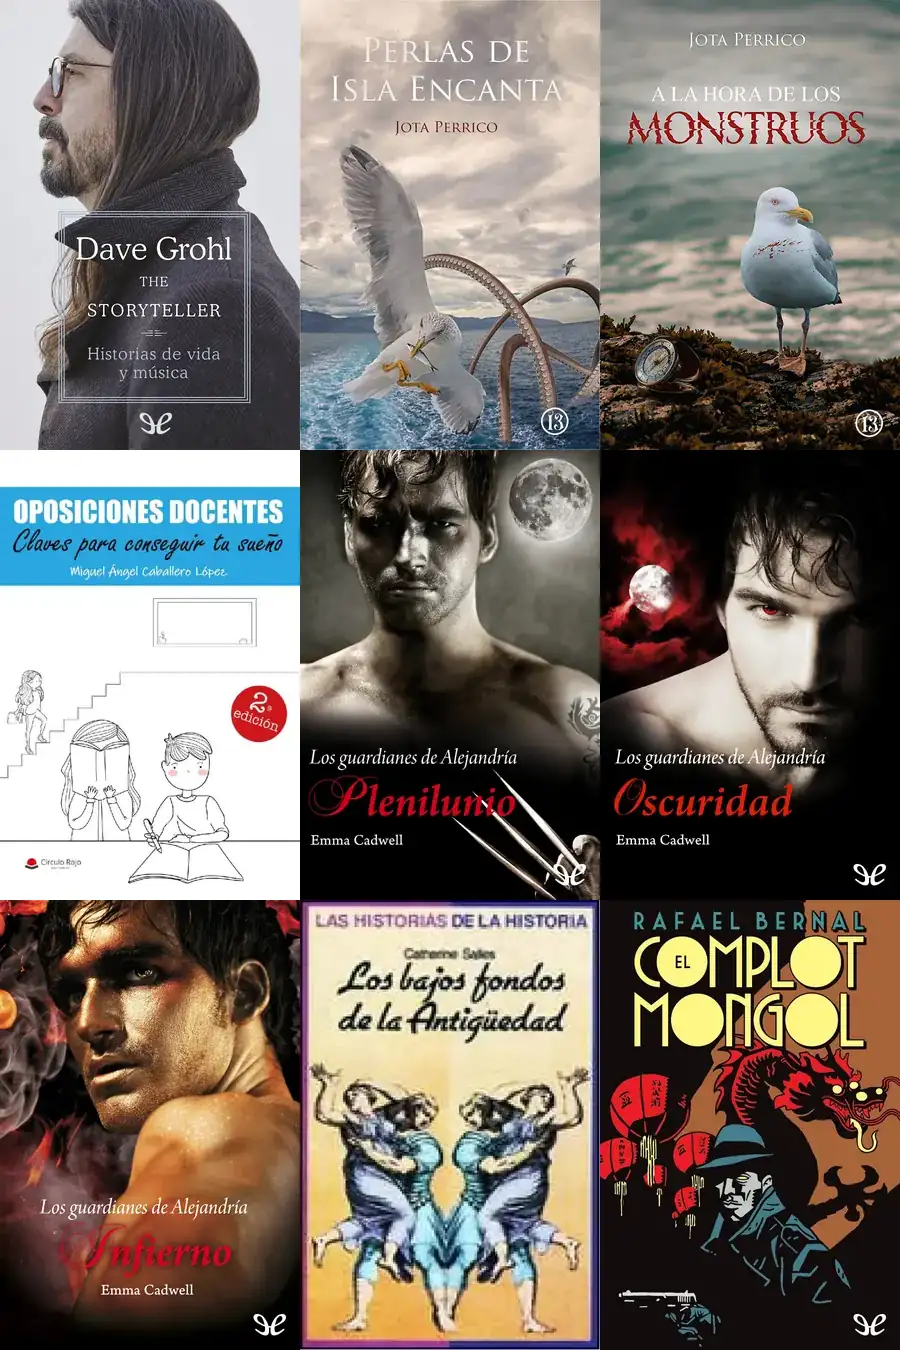 Dave Grohl
THE
STORYTELLER
Historias de vida
y música
PERLAS DE
ISLA ENCANTA
JOTA PERRICO
13
JOTA PERRICO
A LA HORA DE LOS
MONSTRUOS
13
OPOSICIONES DOCENTES
Claves para conseguir tu sueño
Miguel Ángel Caballero López
2ª
edición
Círculo Rojo
Los guardianes de Alejandría
Plenilunio
Emma Cadwell
Los guardianes de Alejandría
Oscuridad
Emma Cadwell
Los guardianes de Alejandría
Infierno
Emma Cadwell
LAS HISTORIAS DE LA HISTORIA
Catherine Salles
Los bajos fondos
de la Antigüedad
RAFAEL BERNAL
EL
COMPLOT
MONGOL